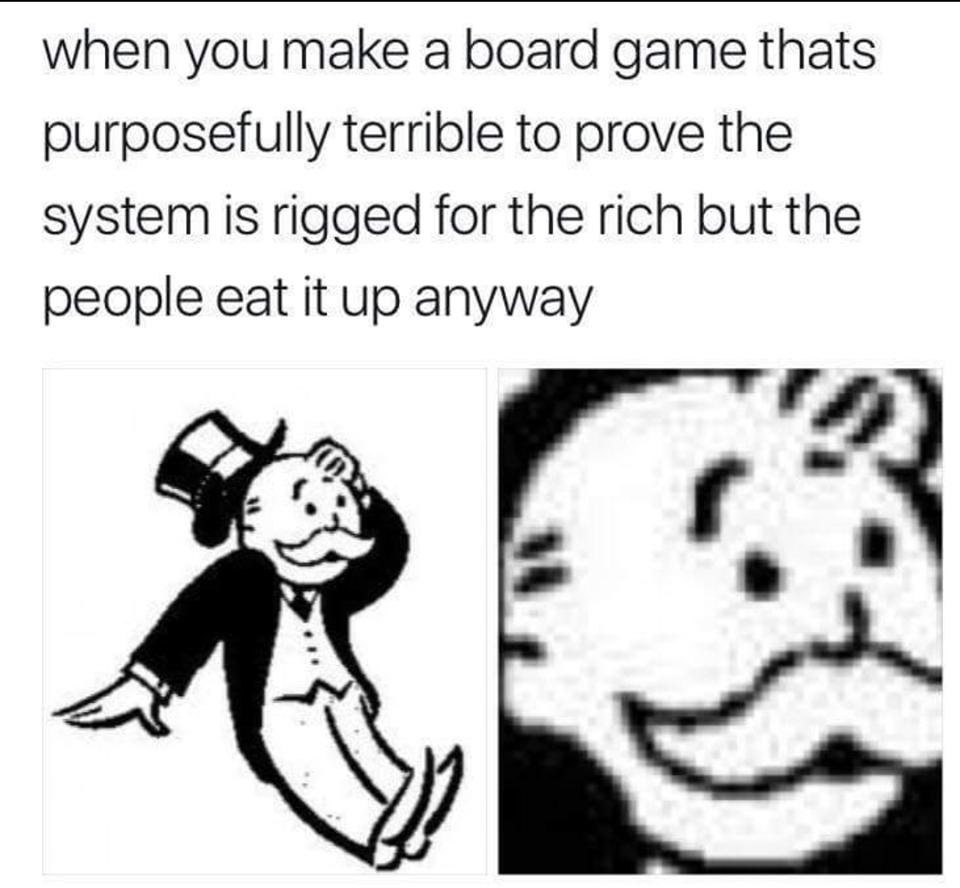 when you make a board game thats
purposefully terrible to prove the
system is rigged for the rich but the
people eat it up anyway